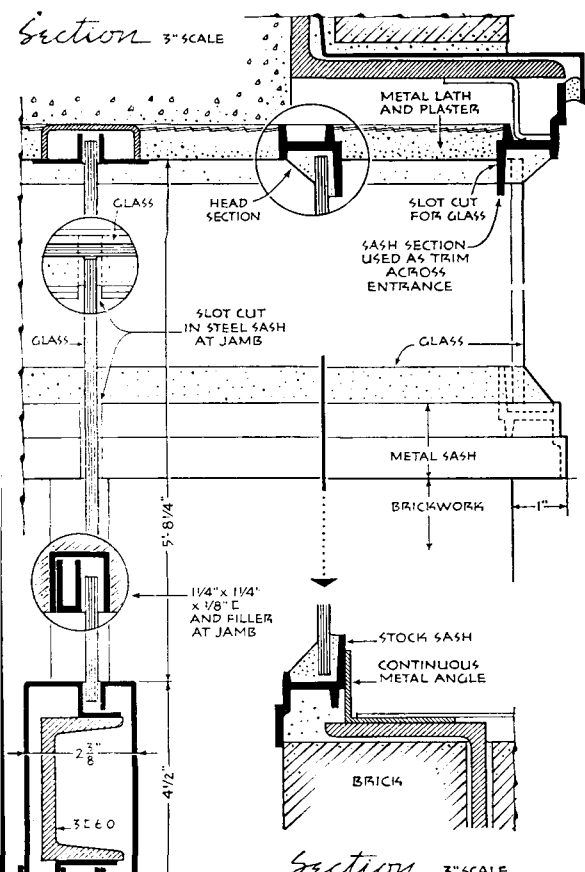 Section 3" SCALE
METAL LATH
AND PLASTER
GLASS
HEAD
SECTION
SLOT CUT
FOR GLASS
SASH SECTION
USED AS TRIM
ACROSS
ENTRANCE
SLOT CUT
IN STEEL SASH
AT JAMB
GLASS
GLASS
METAL SASH
BRICKWORK
1"
5'-8 1/4"
1 1/4" x 1 1/4"
x 1/8" [
AND FILLER
AT JAMB
STOCK SASH
CONTINUOUS
METAL ANGLE
2 3/8"
4 1/2"
BRICK
3[6.0
Section 3" SCALE